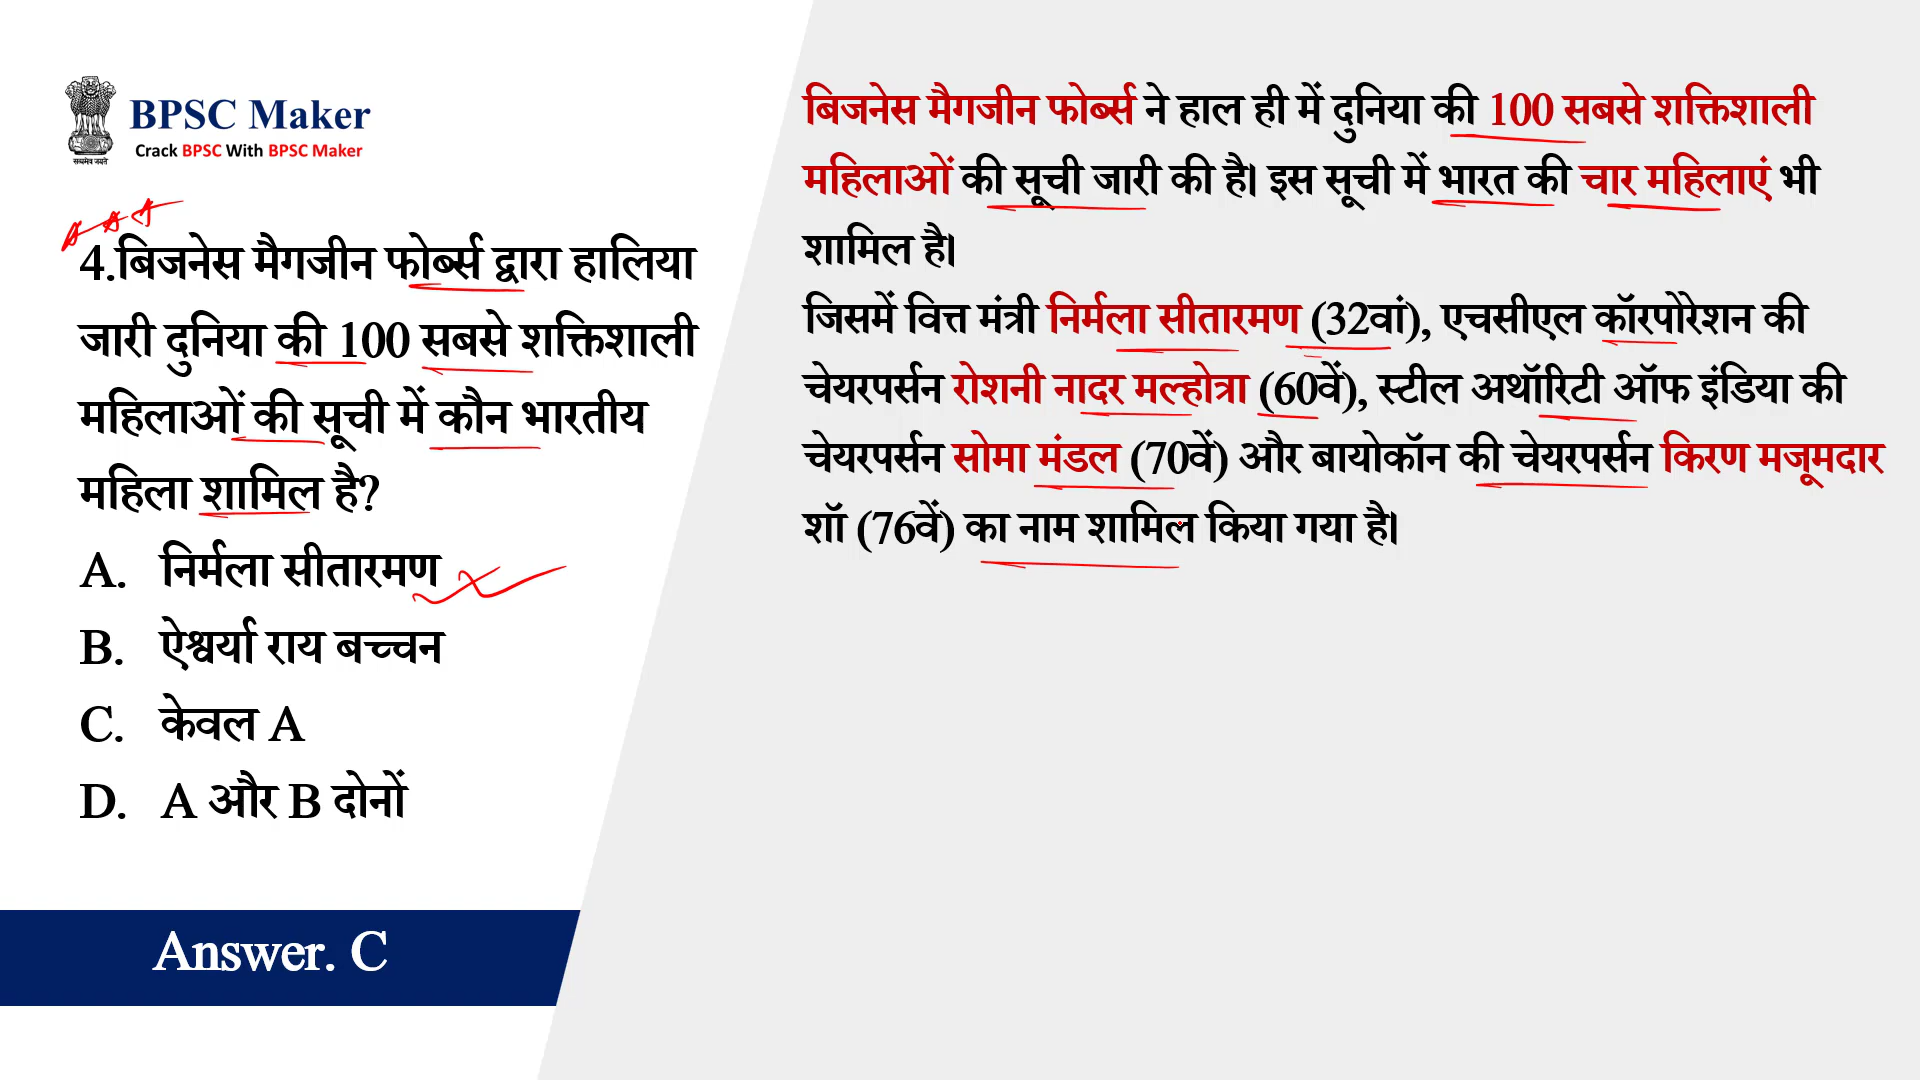 सत्यमेव जयते
BPSC Maker
Crack BPSC With BPSC Maker
4.बिजनेस मैगजीन फोर्ब्स द्वारा हालिया
जारी दुनिया की 100 सबसे शक्तिशाली
महिलाओं की सूची में कौन भारतीय
महिला शामिल है?
A. निर्मला सीतारमण
B. ऐश्वर्या राय बच्चन
C. केवल A
D. A और B दोनों
Answer. C
बिजनेस मैगजीन फोर्ब्स ने हाल ही में दुनिया की 100 सबसे शक्तिशाली
महिलाओं की सूची जारी की है। इस सूची में भारत की चार महिलाएं भी
शामिल है।
जिसमें वित्त मंत्री निर्मला सीतारमण (32वां), एचसीएल कॉरपोरेशन की
चेयरपर्सन रोशनी नादर मल्होत्रा (60वें), स्टील अथॉरिटी ऑफ इंडिया की
चेयरपर्सन सोमा मंडल (70वें) और बायोकॉन की चेयरपर्सन किरण मजूमदार
शॉ (76वें) का नाम शामिल किया गया है।